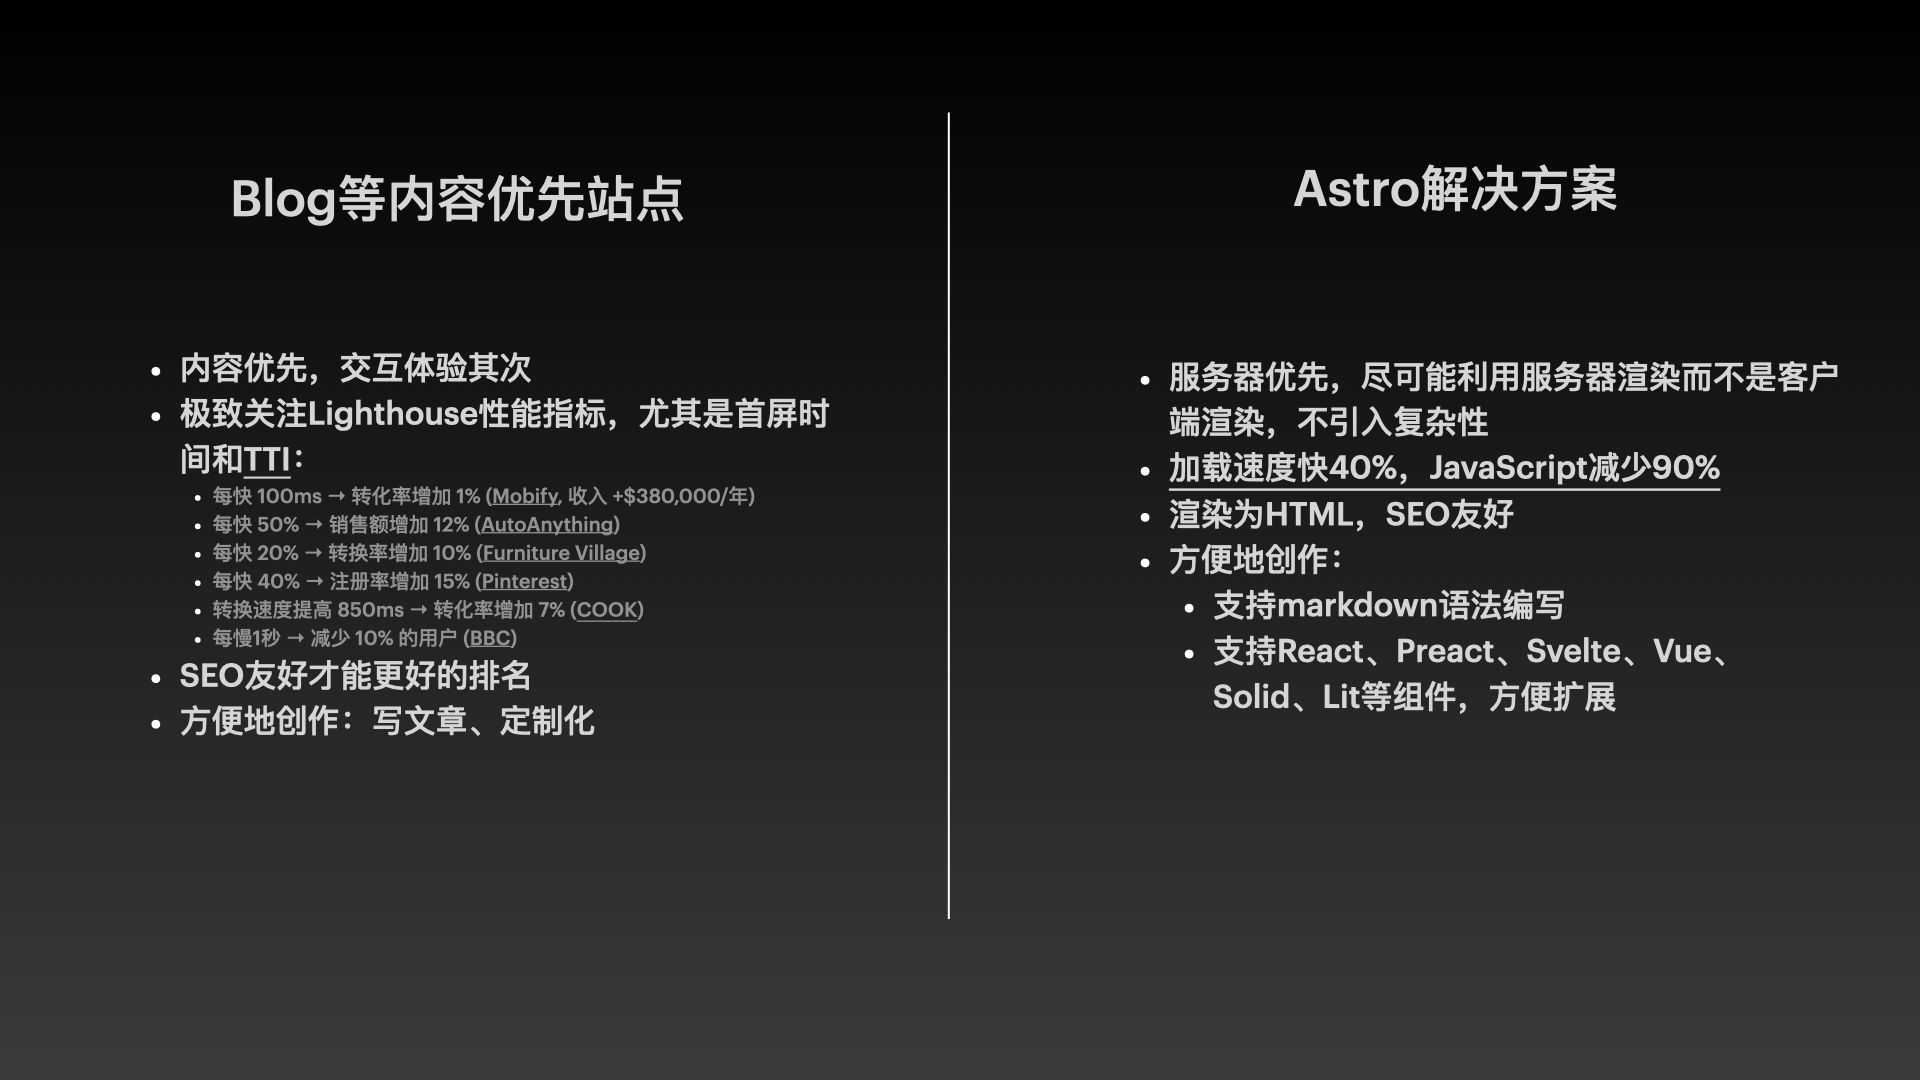 Blog等内容优先站点
内容优先，交互体验其次
极致关注Lighthouse性能指标，尤其是首屏时
间和TTI：
每快 100ms → 转化率增加 1% (Mobify, 收入 +$380,000/年)
每快 50% → 销售额增加 12% (AutoAnything)
每快 20% → 转换率增加 10% (Furniture Village)
每快 40% → 注册率增加 15% (Pinterest)
转换速度提高 850ms → 转化率增加 7% (COOK)
每慢1秒 → 减少 10% 的用户 (BBC)
SEO友好才能更好的排名
方便地创作：写文章、定制化
Astro解决方案
服务器优先，尽可能利用服务器渲染而不是客户
端渲染，不引入复杂性
加载速度快40%，JavaScript减少90%
渲染为HTML，SEO友好
方便地创作：
支持markdown语法编写
支持React、Preact、Svelte、Vue、
Solid、Lit等组件，方便扩展